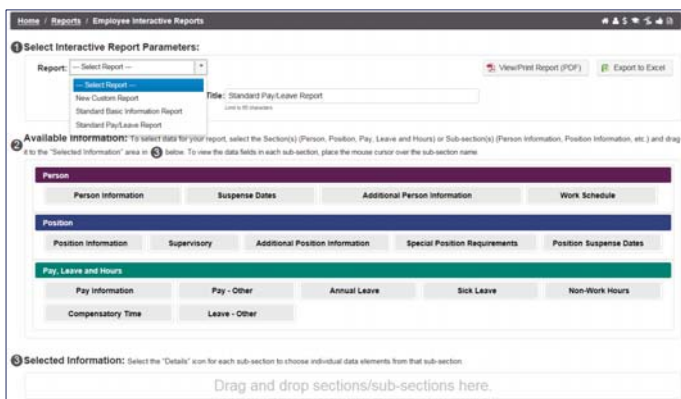 Home / Reports / Employee Interactive Reports
1 Select Interactive Report Parameters:
Report: --- Select Report ---
View/Print Report (PDF) Export to Excel
--- Select Report ---
New Custom Report
Standard Basic Information Report
Standard Pay/Leave Report
Title: Standard Pay/Leave Report
Limit to 85 characters
2 Available Information: To select data for your report, select the Section(s) (Person, Position, Pay, Leave and Hours) or Sub-section(s) (Person Information, Position Information, etc.) and drag
it to the "Selected Information" area in 3 below. To view the data fields in each sub-section, place the mouse cursor over the sub-section name
Person
Person Information Suspense Dates Additional Person Information Work Schedule
Position
Position Information Supervisory Additional Position Information Special Position Requirements Position Suspense Dates
Pay, Leave and Hours
Pay Information Pay - Other Annual Leave Sick Leave Non-Work Hours
Compensatory Time Leave - Other
3 Selected Information: Select the "Details" icon for each sub-section to choose individual data elements from that sub-section
Drag and drop sections/sub-sections here.